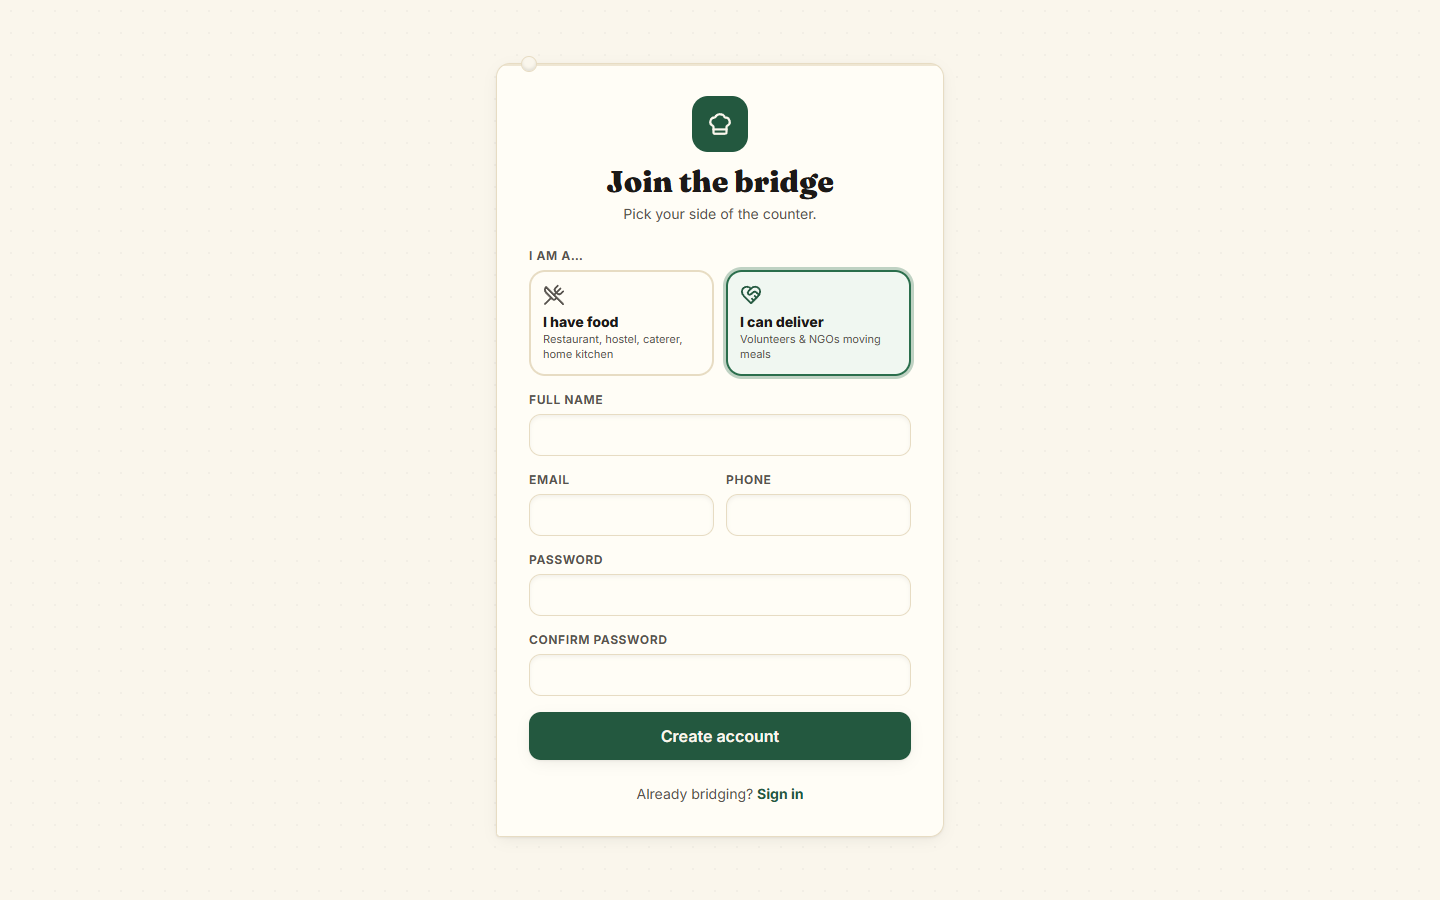 Join the bridge
Pick your side of the counter.
I AM A...
I have food
Restaurant, hostel, caterer,
home kitchen
I can deliver
Volunteers & NGOs moving
meals
FULL NAME
EMAIL
PHONE
PASSWORD
CONFIRM PASSWORD
Create account
Already bridging? Sign in